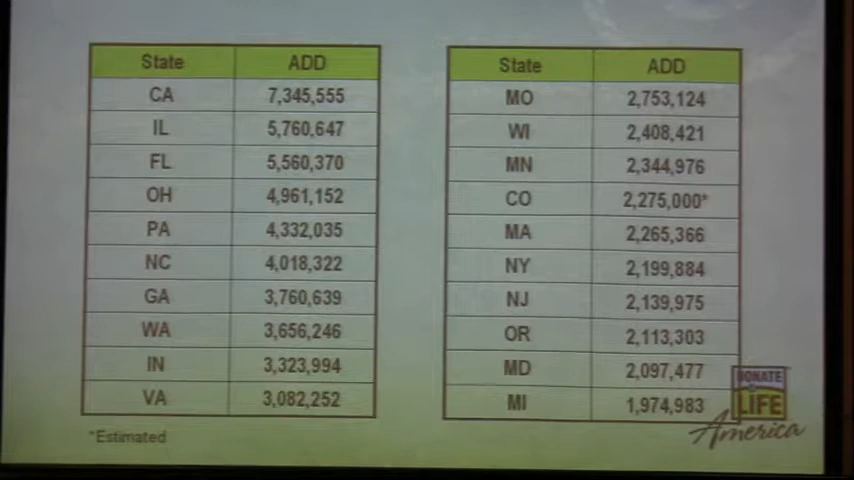 State ADD
CA 7,345,555
IL 5,760,647
FL 5,560,370
OH 4,961,152
PA 4,332,035
NC 4,018,322
GA 3,760,639
WA 3,656,246
IN 3,323,994
VA 3,082,252
*Estimated
State ADD
MO 2,753,124
WI 2,408,421
MN 2,344,976
CO 2,275,000*
MA 2,265,366
NY 2,199,884
NJ 2,139,975
OR 2,113,303
MD 2,097,477
MI 1,974,983
DONATE
LIFE
America